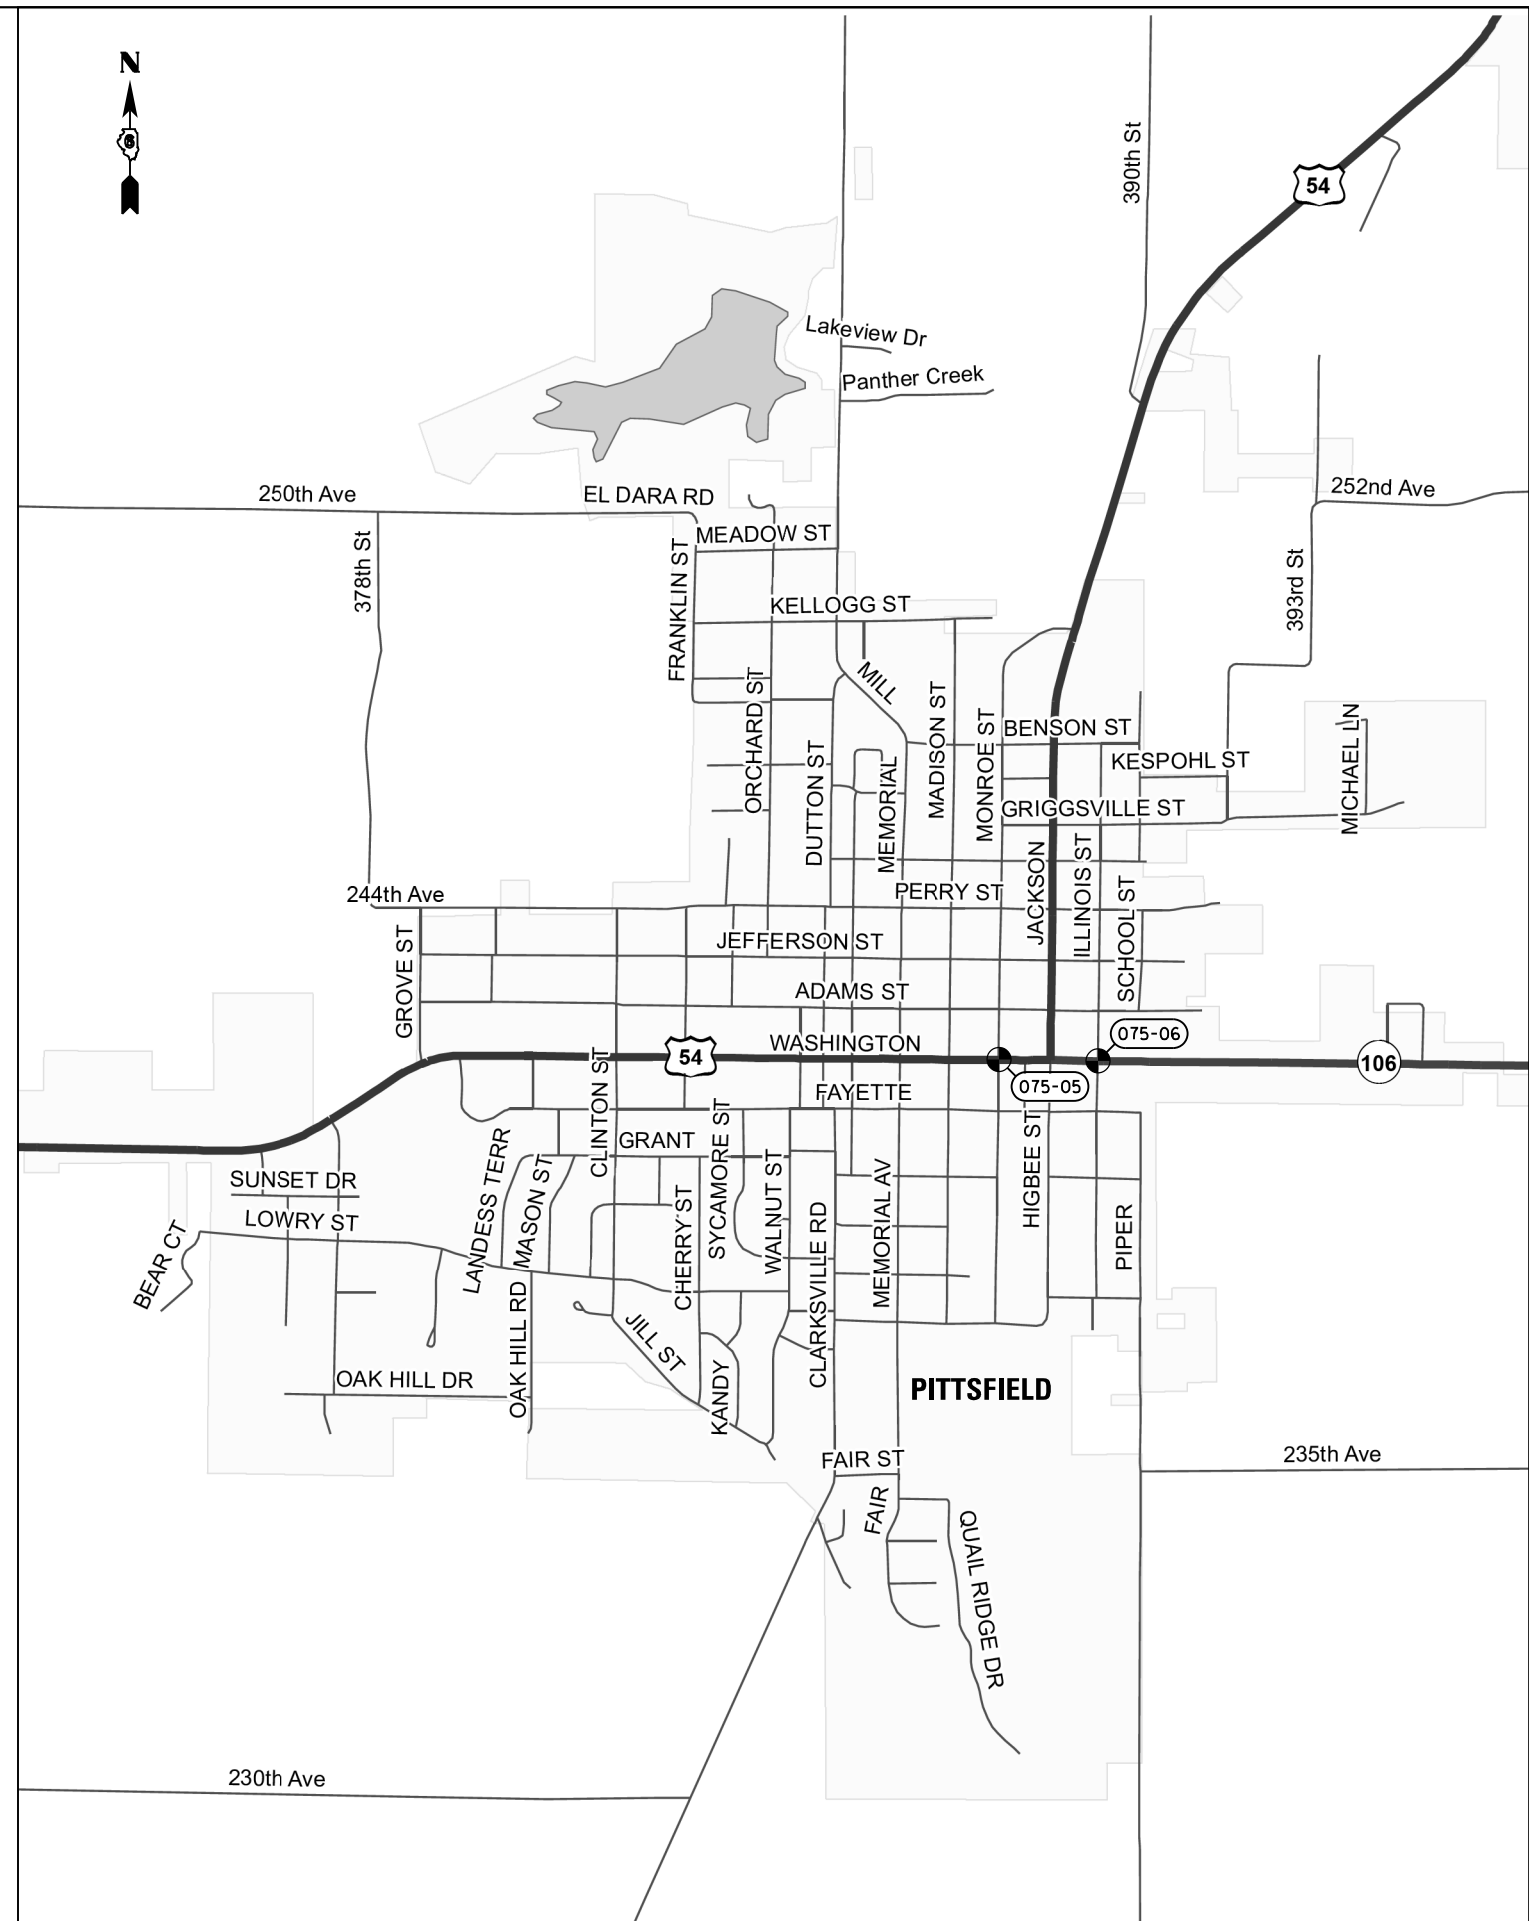 N
6
390th St
54
Lakeview Dr
Panther Creek
250th Ave
EL DARA RD
252nd Ave
MEADOW ST
378th St
FRANKLIN ST
393rd St
KELLOGG ST
MILL
ORCHARD ST
MADISON ST
MONROE ST
BENSON ST
KESPOHL ST
MICHAEL LN
DUTTON ST
MEMORIAL
GRIGGSVILLE ST
JACKSON
ILLINOIS ST
244th Ave
PERRY ST
SCHOOL ST
GROVE ST
JEFFERSON ST
ADAMS ST
WASHINGTON
075-06
54
106
075-05
CLINTON ST
FAYETTE
GRANT
SYCAMORE ST
HIGBEE ST
LANDESS TERR
MASON ST
WALNUT ST
SUNSET DR
LOWRY ST
BEAR CT
CHERRY ST
CLARKSVILLE RD
MEMORIAL AV
PIPER
OAK HILL RD
JILL ST
OAK HILL DR
KANDY
PITTSFIELD
FAIR ST
235th Ave
FAIR
QUAIL RIDGE DR
230th Ave